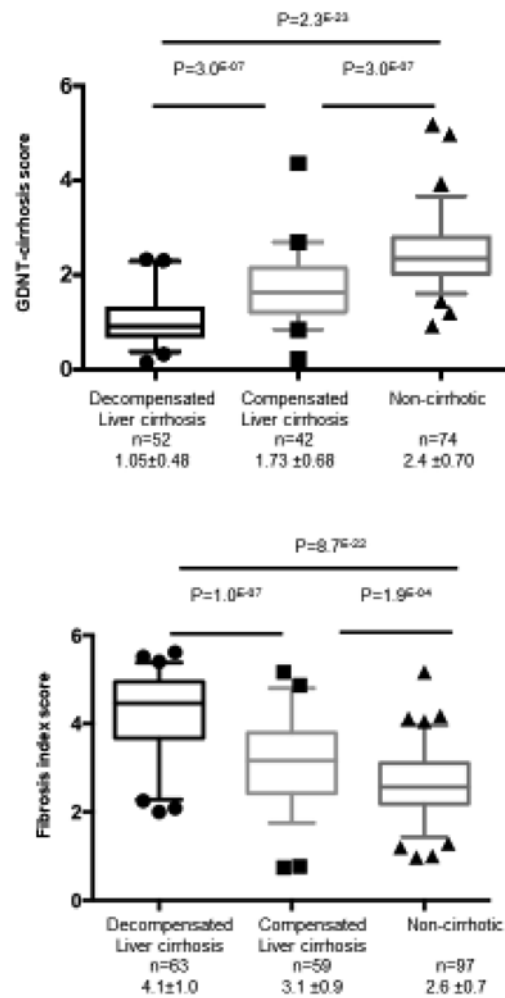 P=2.3E-23
P=3.0E-07 P=3.0E-07
GDNT-cirrhosis score
6
4
2
0
Decompensated Compensated Non-cirrhotic
Liver cirrhosis Liver cirrhosis
n=52 n=42 n=74
1.05±0.48 1.73 ±0.68 2.4 ±0.70
P=8.7E-22
P=1.0E-07 P=1.9E-04
Fibrosis index score
6
4
2
0
Decompensated Compensated Non-cirrhotic
Liver cirrhosis Liver cirrhosis
n=63 n=59 n=97
4.1±1.0 3.1 ±0.9 2.6 ±0.7